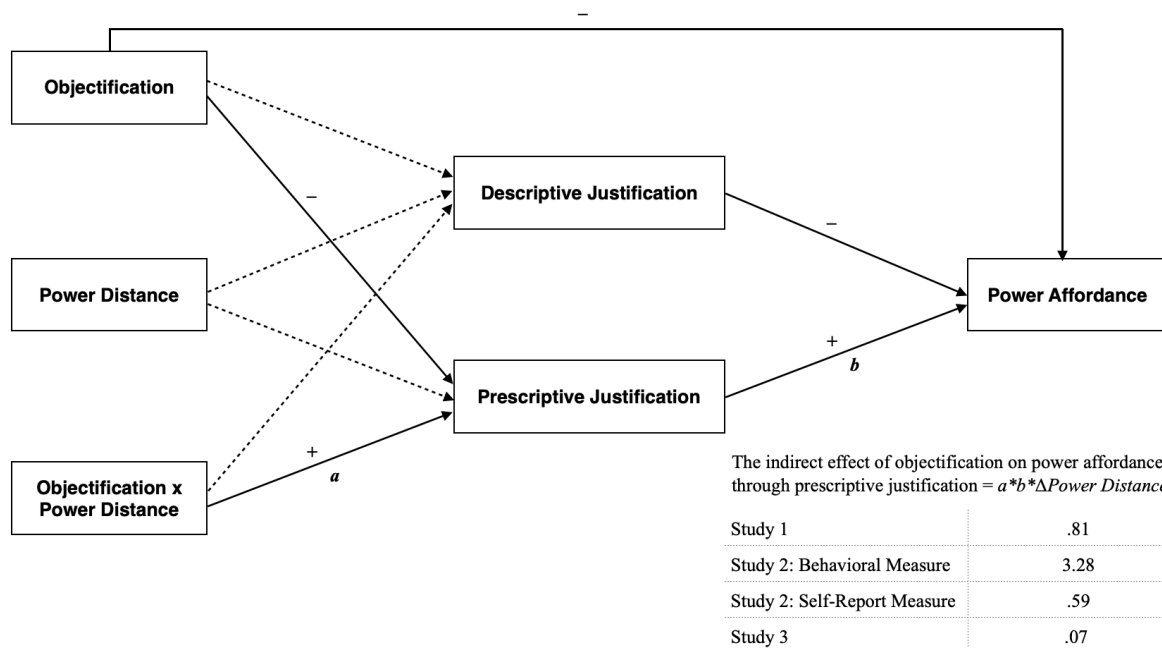 –
Objectification
Descriptive Justification
–
–
Power Distance
Power Affordance
+
b
Prescriptive Justification
+
a
Objectification x
Power Distance
The indirect effect of objectification on power affordance
through prescriptive justification = a*b*ΔPower Distance
Study 1 .81
Study 2: Behavioral Measure 3.28
Study 2: Self-Report Measure .59
Study 3 .07